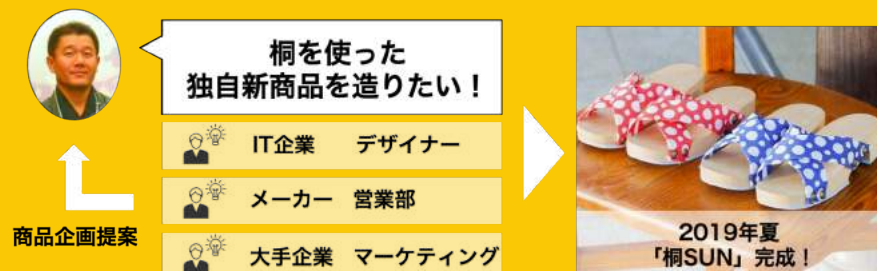 桐を使った
独自新商品を造りたい！
IT企業 デザイナー
メーカー 営業部
大手企業 マーケティング
商品企画提案
2019年夏
「桐SUN」完成！